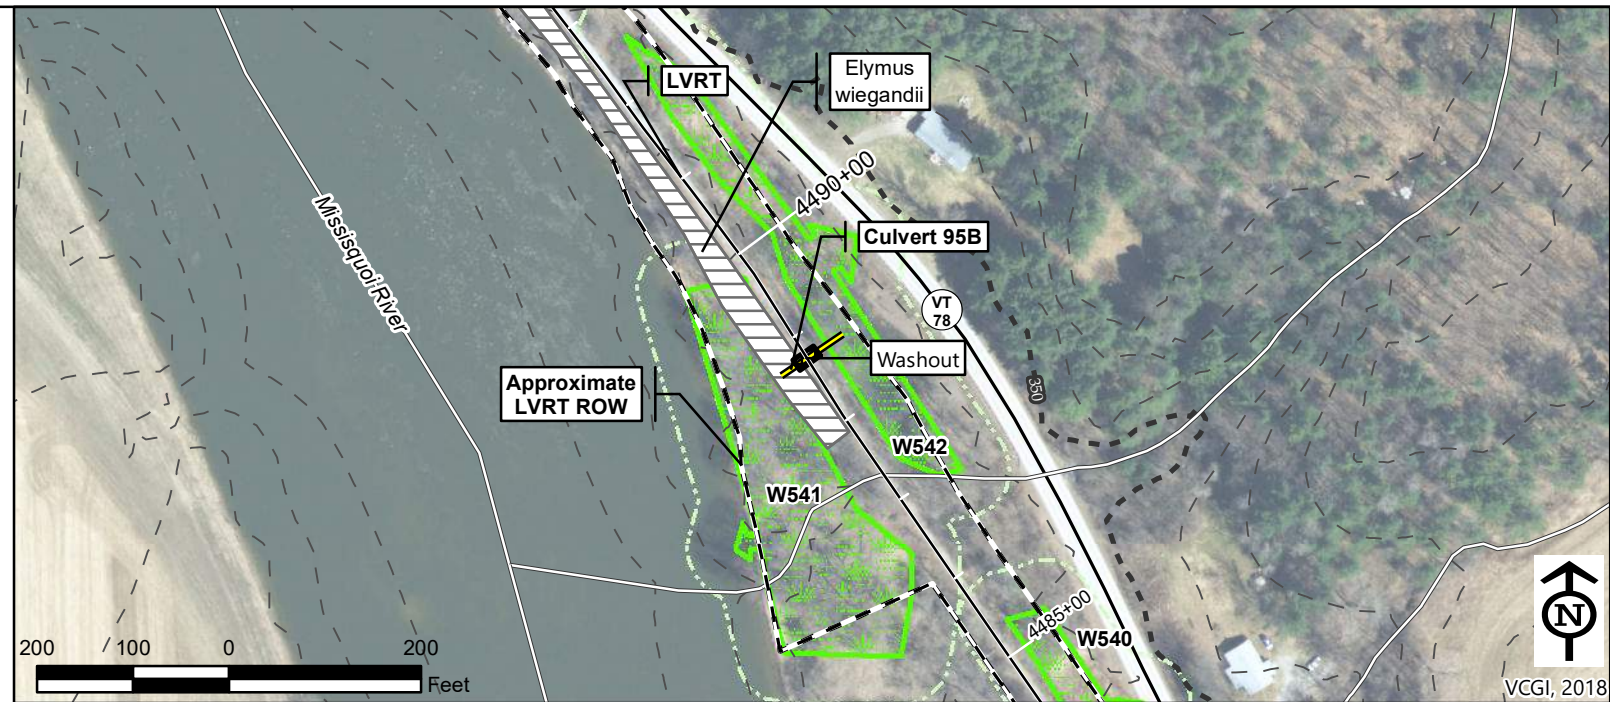 LVRT
Elymus
wiegandii
4490+00
Culvert 95B
Mississquoi River
VT
78
Washout
350
Approximate
LVRT ROW
W542
W541
4485+00
W540
200 100 0 200
Feet
N
VCGI, 2018